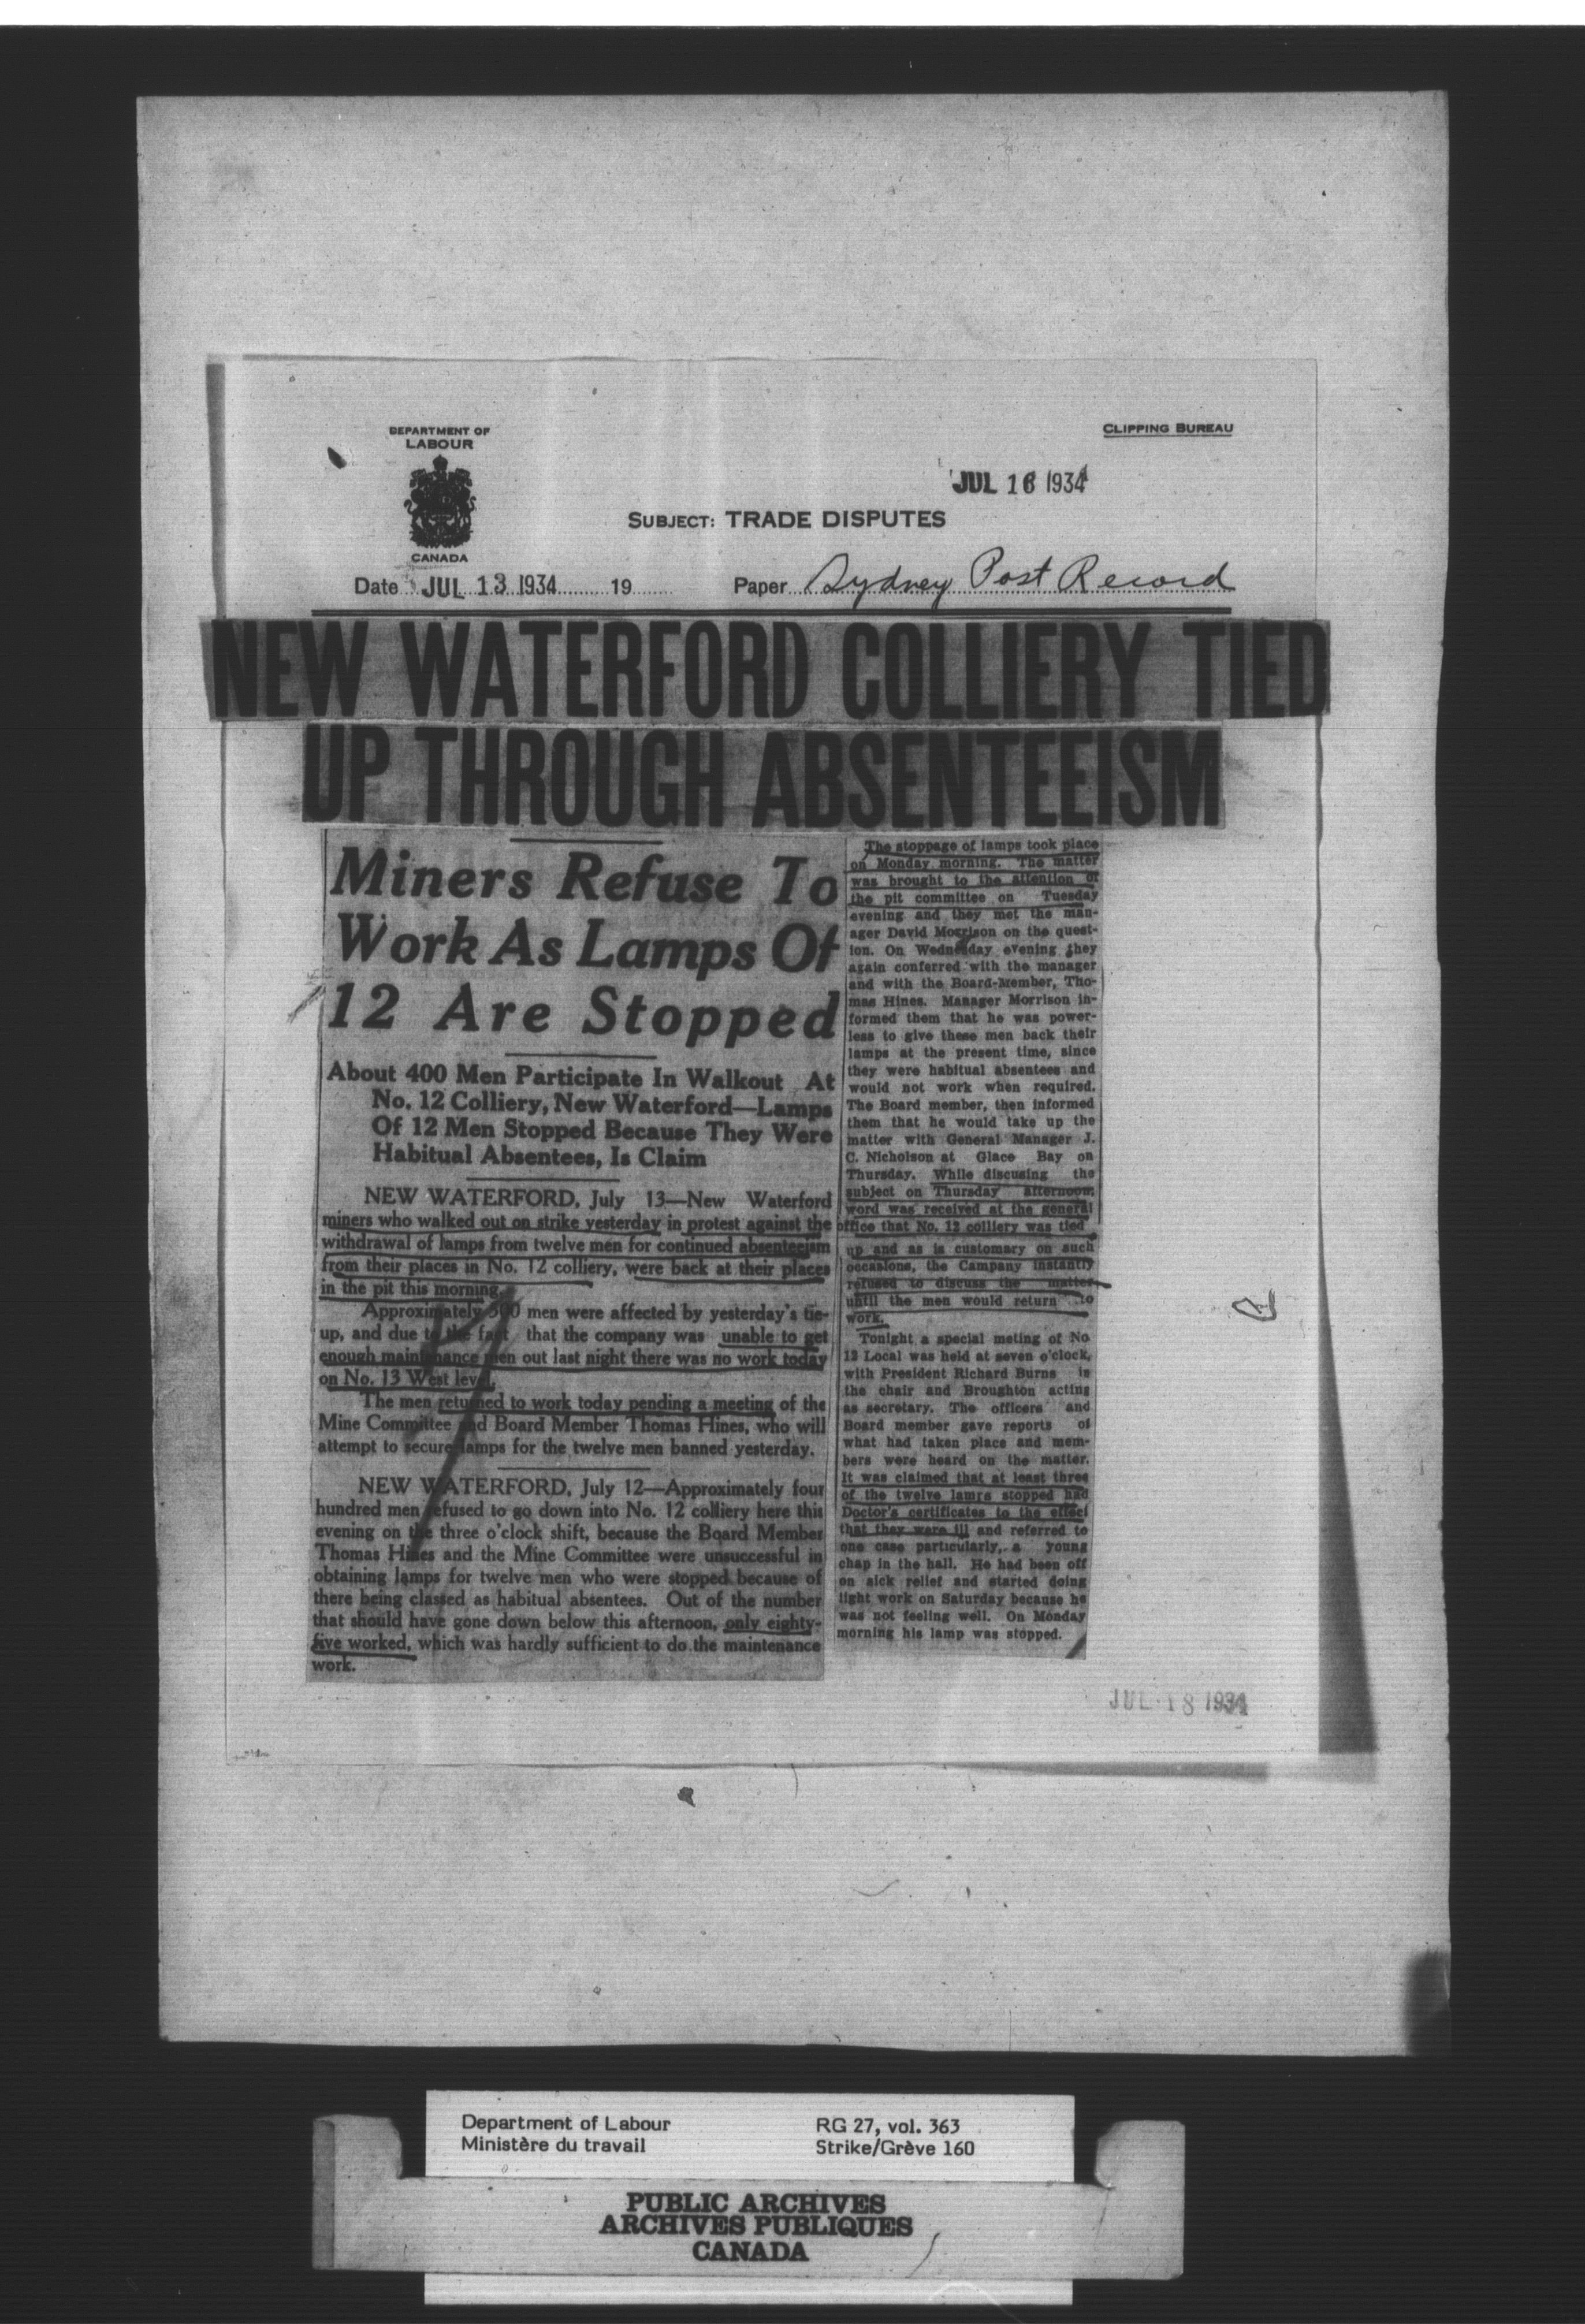 DEPARTMENT OF
LABOUR
CANADA
CLIPPING BUREAU
JUL 16 1934
SUBJECT: TRADE DISPUTES
Date JUL 13 1934 19 Paper Sydney Post Record
NEW WATERFORD COLLIERY TIED
UP THROUGH ABSENTEEISM
Miners Refuse To
Work As Lamps Of
12 Are Stopped
About 400 Men Participate In Walkout At
No. 12 Colliery, New Waterford—Lamps
Of 12 Men Stopped Because They Were
Habitual Absentees, Is Claim
NEW WATERFORD, July 13—New Waterford
miners who walked out on strike yesterday in protest against the
withdrawal of lamps from twelve men for continued absenteeism
from their places in No. 12 colliery, were back at their places
in the pit this morning.
Approximately 300 men were affected by yesterday's tie-
up, and due to the fact that the company was unable to get
enough maintenance men out last night there was no work today
on No. 13 West level.
The men returned to work today pending a meeting of the
Mine Committee and Board Member Thomas Hines, who will
attempt to secure lamps for the twelve men banned yesterday.
NEW WATERFORD, July 12—Approximately four
hundred men refused to go down into No. 12 colliery here this
evening on the three o'clock shift, because the Board Member
Thomas Hines and the Mine Committee were unsuccessful in
obtaining lamps for twelve men who were stopped because of
there being classed as habitual absentees. Out of the number
that should have gone down below this afternoon, only eighty-
five worked, which was hardly sufficient to do the maintenance
work.
The stoppage of lamps took place
on Monday morning. The matter
was brought to the attention of
the pit committee on Tuesday
evening and they met the man-
ager David Morrison on the quest-
ion. On Wednesday evening they
again conferred with the manager
and with the Board-Member, Tho-
mas Hines. Manager Morrison in-
formed them that he was power-
less to give these men back their
lamps at the present time, since
they were habitual absentees and
would not work when required.
The Board member, then informed
them that he would take up the
matter with General Manager J.
C. Nicholson at Glace Bay on
Thursday. While discusing the
subject on Thursday afternoon,
word was received at the general
office that No. 12 colliery was tied
up and as is customary on such
occasions, the Campany instantly
refused to discuss the matter
until the men would return to
work.
Tonight a special meting of No
12 Local was held at seven o'clock,
with President Richard Burns in
the chair and Broughton acting
as secretary. The officers and
Board member gave reports of
what had taken place and mem-
bers were heard on the matter.
It was claimed that at least three
of the twelve lamps stopped had
Doctor's certificates to the effect
that they were ill and referred to
one case particularly, a young
chap in the hall. He had been off
on sick relief and started doing
light work on Saturday because he
was not feeling well. On Monday
morning his lamp was stopped.
JUL 18 1934
Department of Labour RG 27, vol. 363
Ministère du travail Strike/Grève 160
PUBLIC ARCHIVES
ARCHIVES PUBLIQUES
CANADA